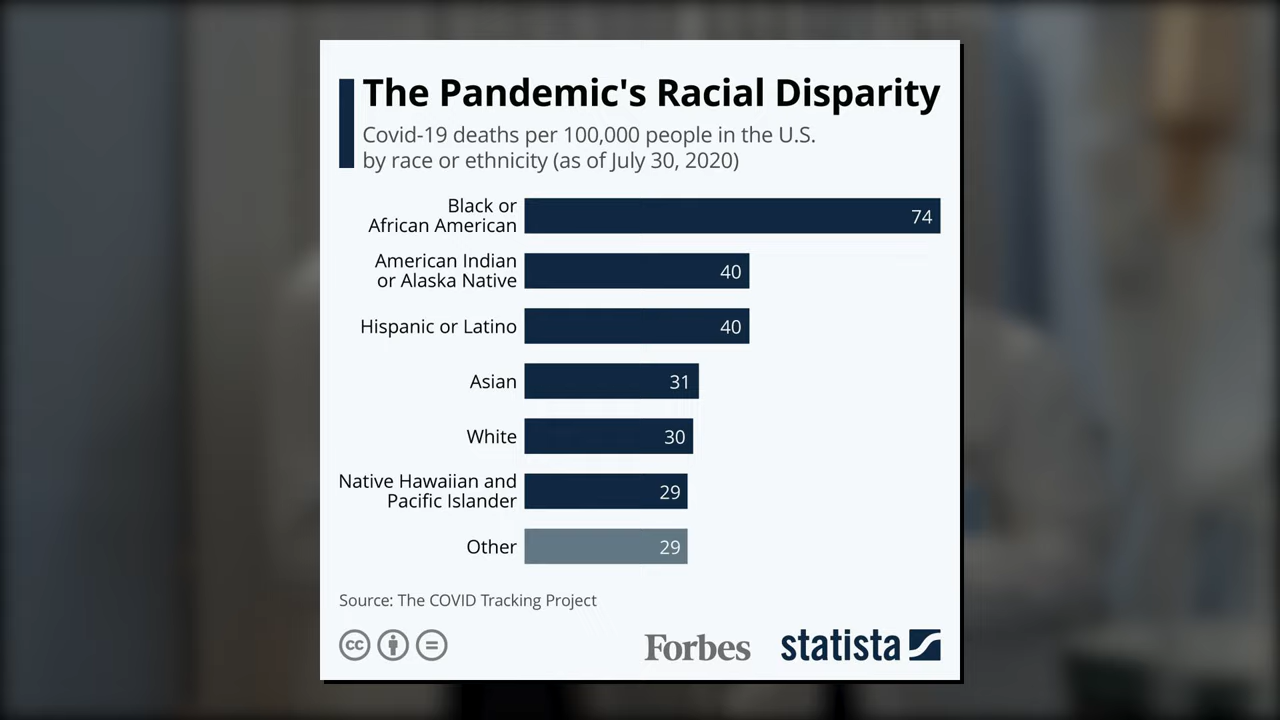 The Pandemic's Racial Disparity
Covid-19 deaths per 100,000 people in the U.S.
by race or ethnicity (as of July 30, 2020)
Black or
African American
74
American Indian
or Alaska Native
40
Hispanic or Latino
40
Asian
31
White
30
Native Hawaiian and
Pacific Islander
29
Other
29
Source: The COVID Tracking Project
cc
Forbes
statista